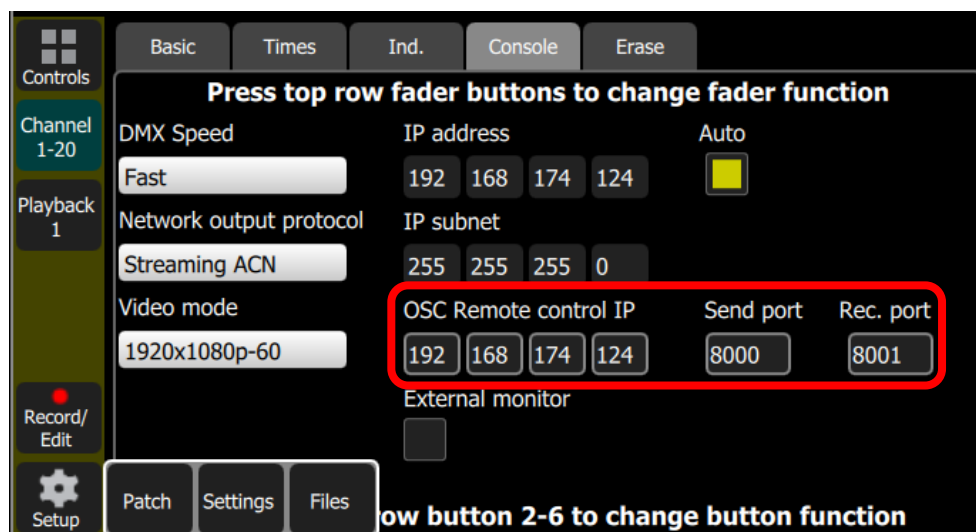 Controls
Channel
1-20
Playback
1
Record/
Edit
Setup
Basic Times Ind. Console Erase
Press top row fader buttons to change fader function
DMX Speed
Fast
Network output protocol
Streaming ACN
Video mode
1920x1080p-60
IP address
192 168 174 124
Auto
IP subnet
255 255 255 0
OSC Remote control IP Send port Rec. port
192 168 174 124 8000 8001
External monitor
Patch Settings Files
row button 2-6 to change button function